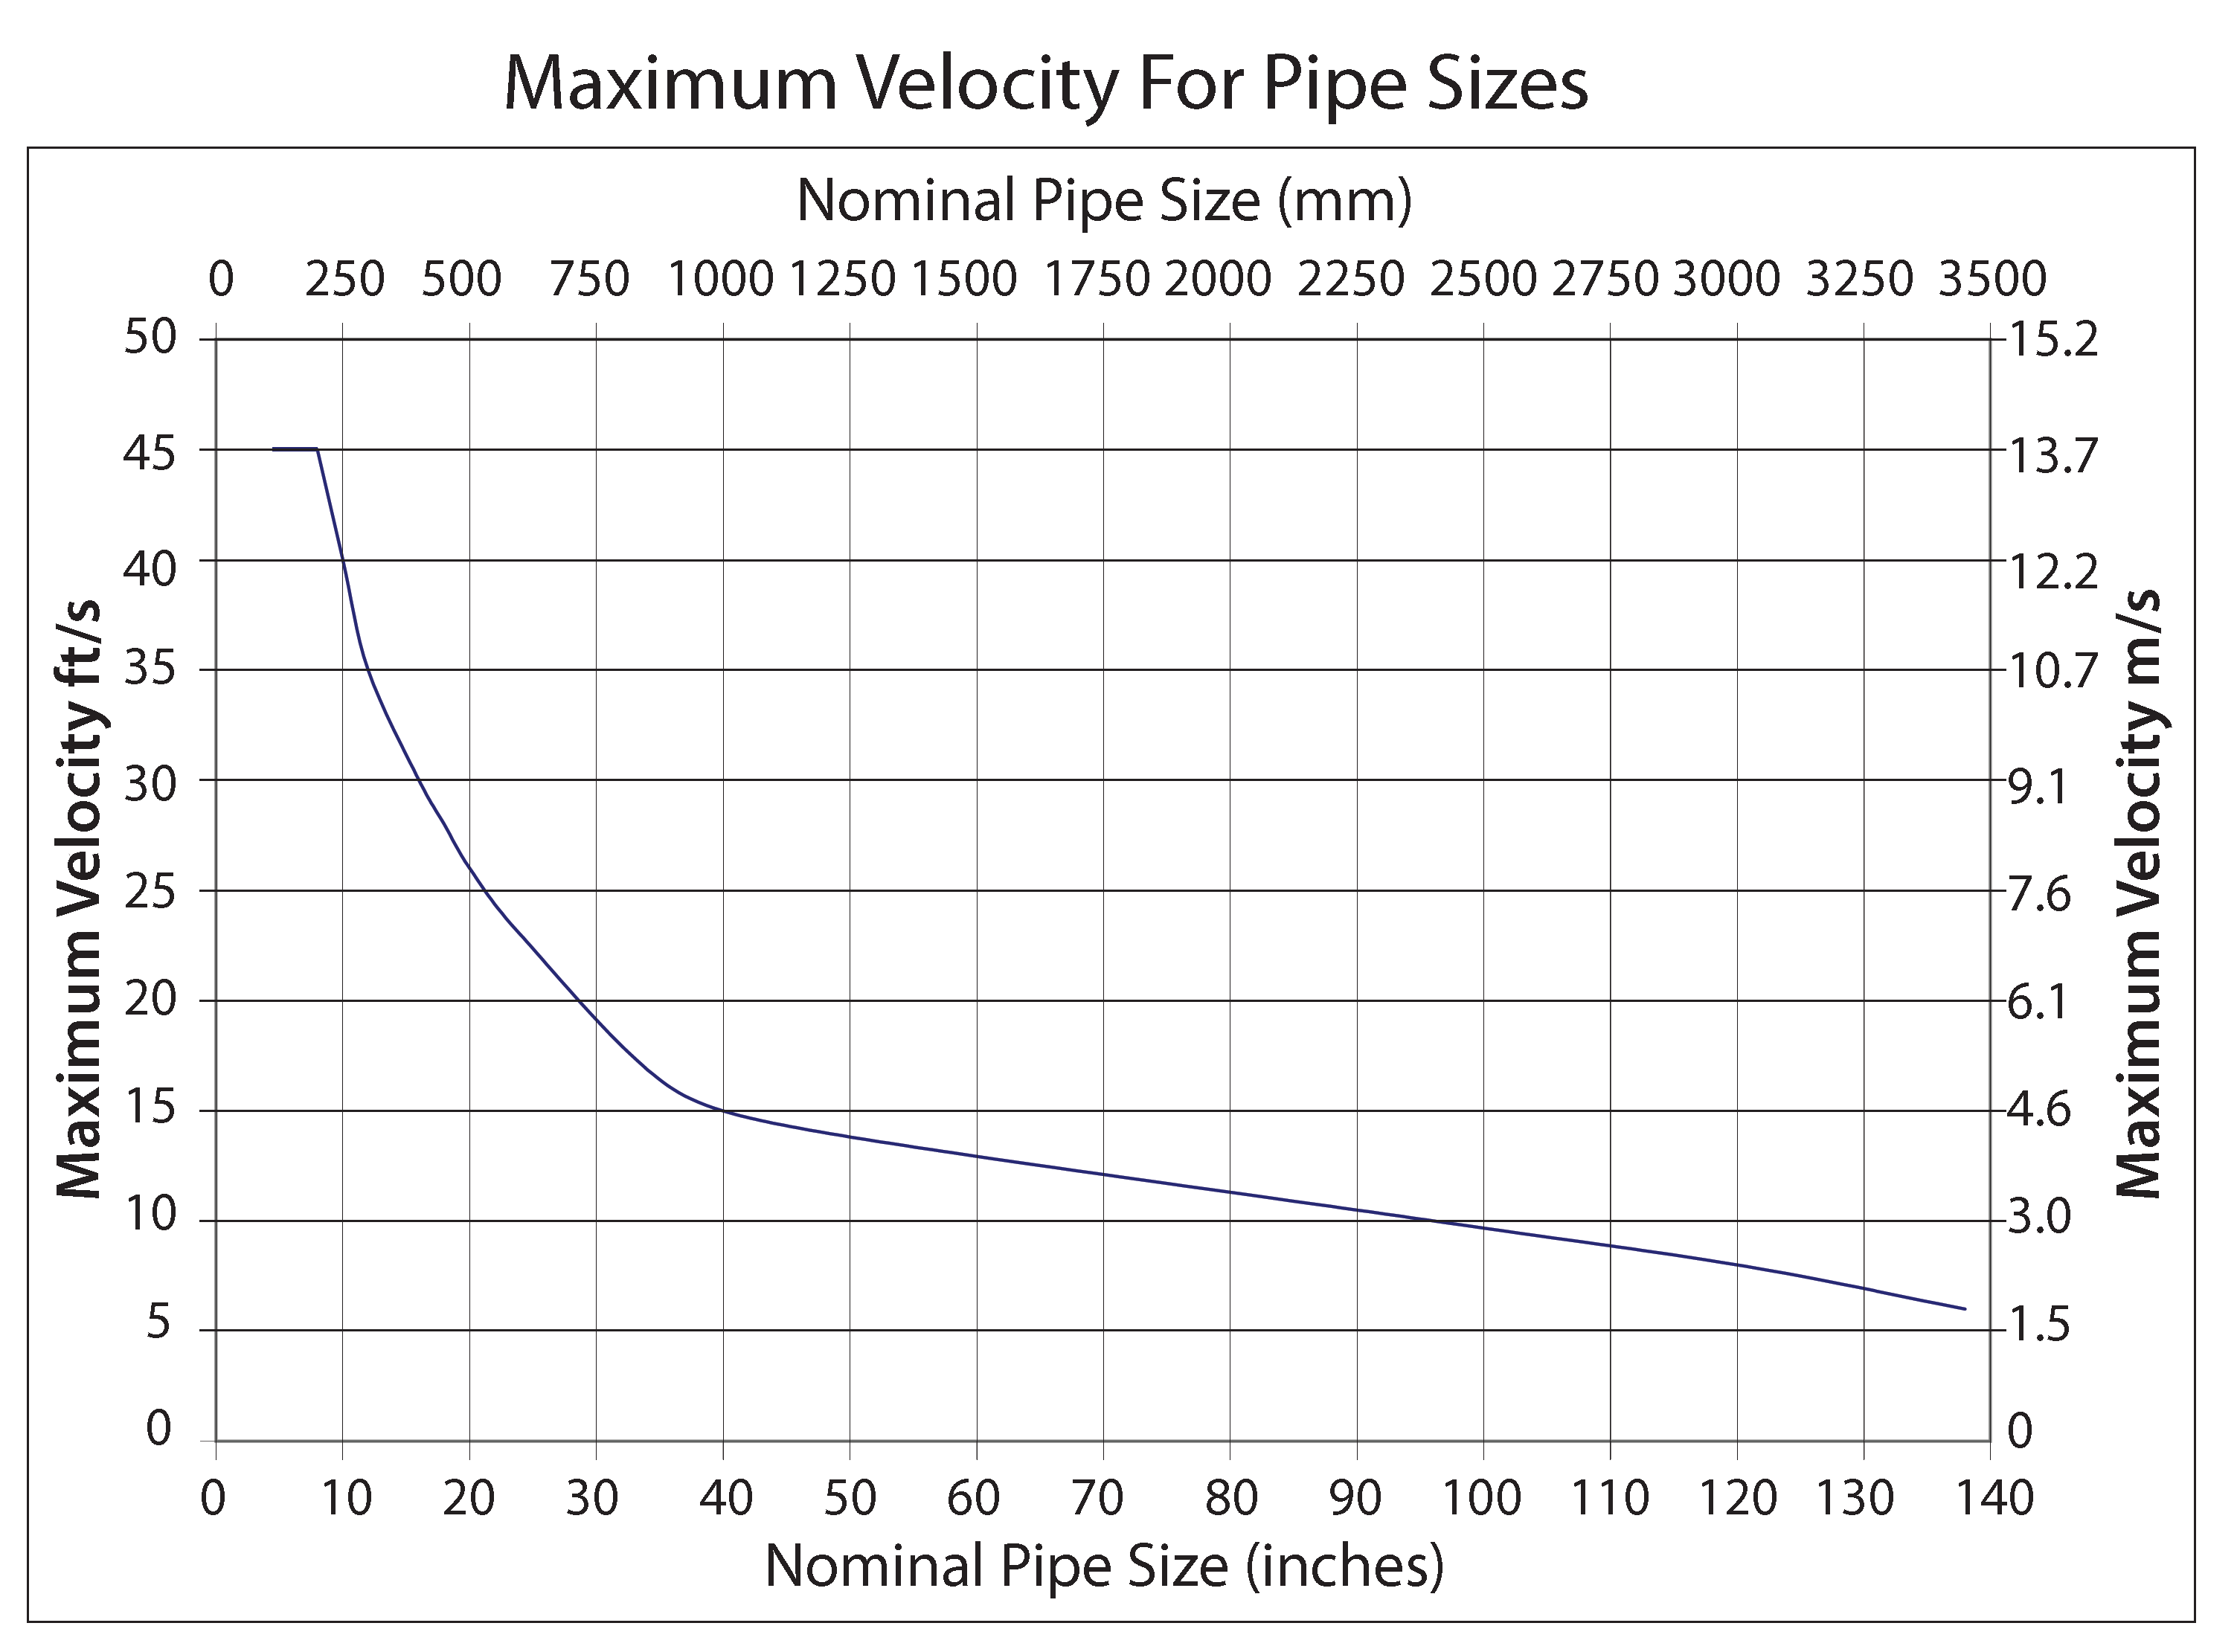 Maximum Velocity For Pipe Sizes
Nominal Pipe Size (mm)
0 250 500 750 1000 1250 1500 1750 2000 2250 2500 2750 3000 3250 3500
50 15.2
45 13.7
40 12.2
35 10.7
30 9.1
25 7.6
20 6.1
15 4.6
10 3.0
5 1.5
0 0
Maximum Velocity ft/s
Maximum Velocity m/s
0 10 20 30 40 50 60 70 80 90 100 110 120 130 140
Nominal Pipe Size (inches)